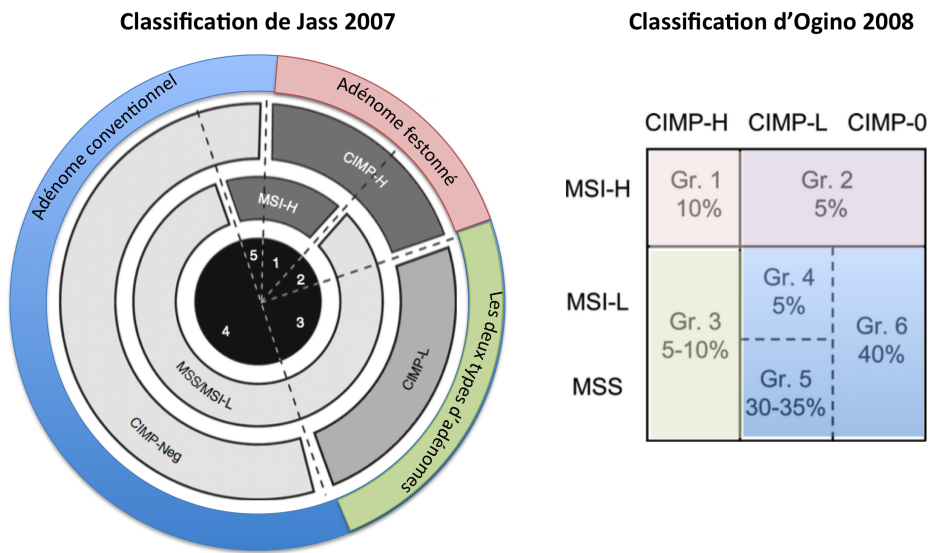 Classification de Jass 2007
Adénome conventionnel
Adénome festonné
Les deux types d'adénomes
CIMP-H
MSI-H
CIMP-L
MSS/MSI-L
CIMP-Neg
5
1
2
3
4
Classification d'Ogino 2008
CIMP-H CIMP-L CIMP-0
MSI-H
Gr. 1
10%
Gr. 2
5%
MSI-L
MSS
Gr. 3
5-10%
Gr. 4
5%
Gr. 5
30-35%
Gr. 6
40%